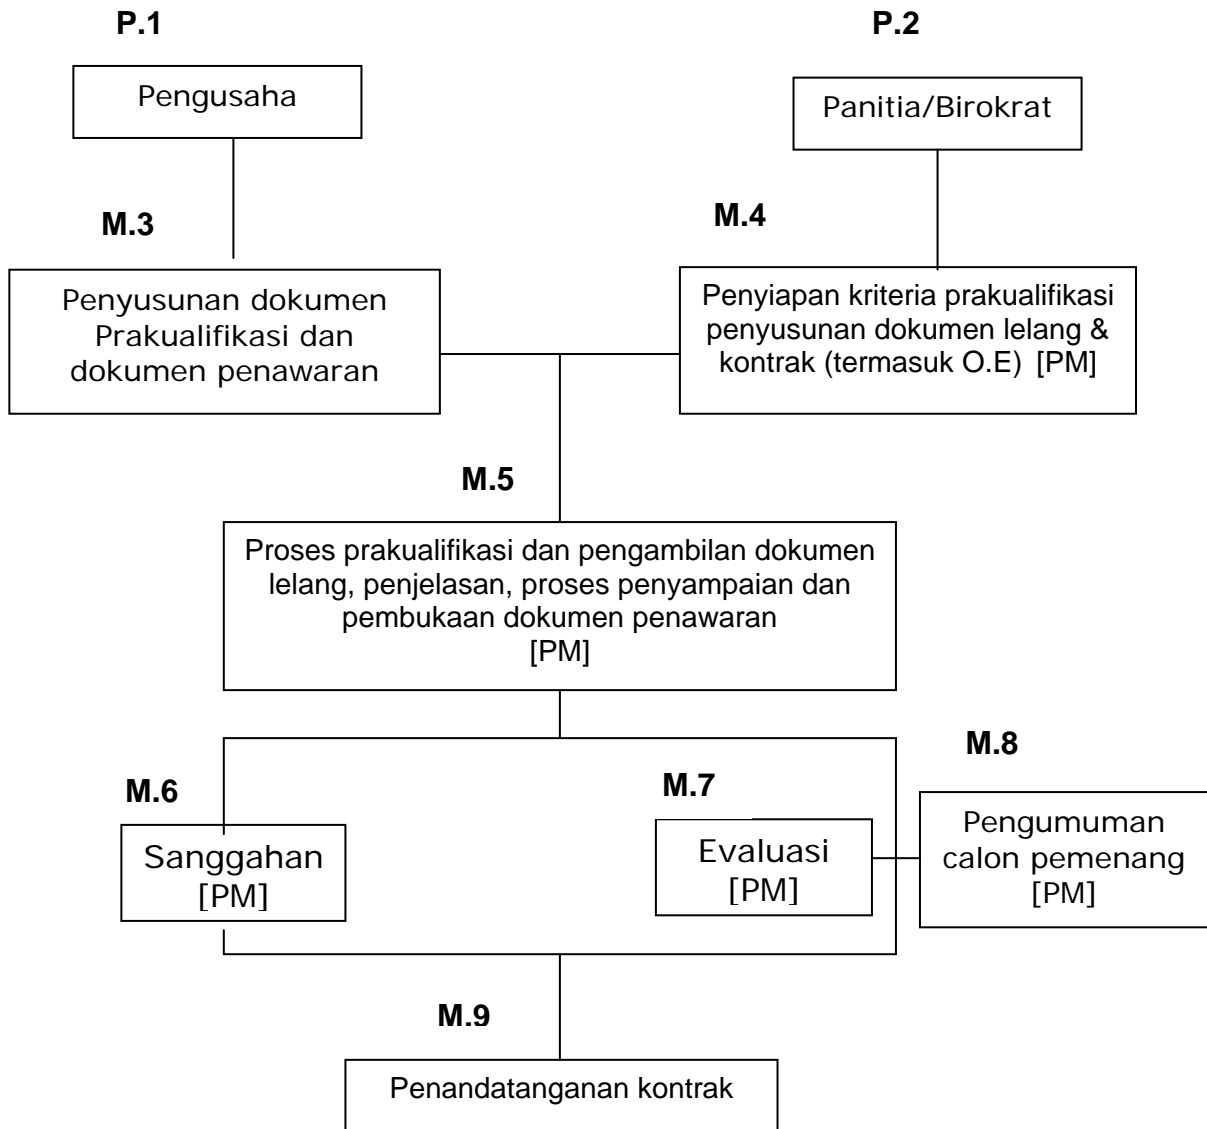 P.1
P.2
Pengusaha
Panitia/Birokrat
M.3
M.4
Penyusunan dokumen
Prakualifikasi dan
dokumen penawaran
Penyiapan kriteria prakualifikasi
penyusunan dokumen lelang &
kontrak (termasuk O.E) [PM]
M.5
Proses prakualifikasi dan pengambilan dokumen
lelang, penjelasan, proses penyampaian dan
pembukaan dokumen penawaran
[PM]
M.6
Sanggahan
[PM]
M.7
Evaluasi
[PM]
M.8
Pengumuman
calon pemenang
[PM]
M.9
Penandatanganan kontrak